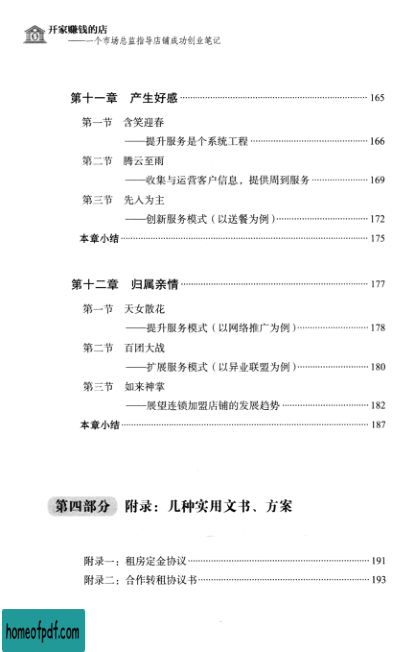 开家赚钱的店
——一个市场总监指导店铺成功创业笔记
第十一章 产生好感 165
第一节 含笑迎春
——提升服务是个系统工程 166
第二节 腾云至雨
——收集与运营客户信息，提供周到服务 169
第三节 先入为主
——创新服务模式（以送餐为例） 172
本章小结 175
第十二章 归属亲情 177
第一节 天女散花
——提升服务模式（以网络推广为例） 178
第二节 百团大战
——扩展服务模式（以异业联盟为例） 180
第三节 如来神掌
——展望连锁加盟店铺的发展趋势 182
本章小结 187
第四部分 附录：几种实用文书、方案
附录一：租房定金协议 191
附录二：合作转租协议书 193
homeofpdf.com